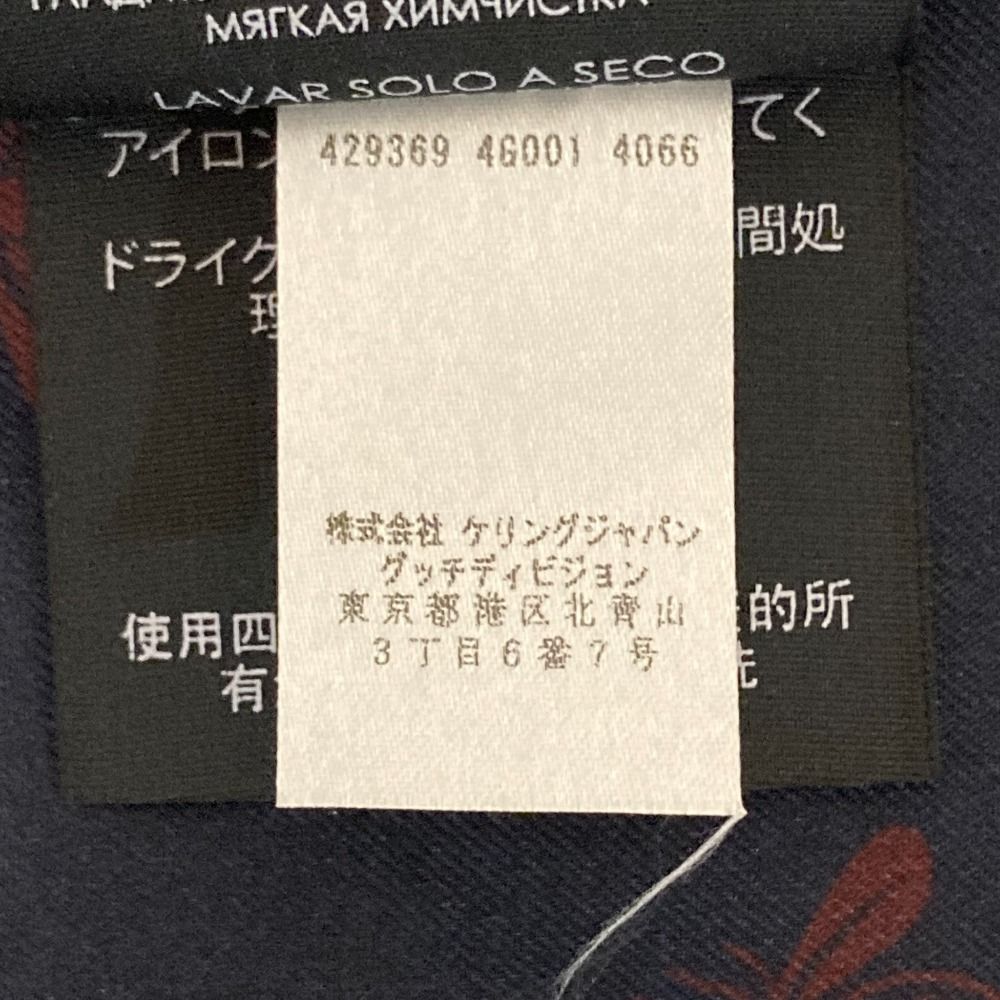 МЯГКАЯ ХИМЧИСТКА
LAVAR SOLO A SECO
アイロン てく
ドライク 間処
理
429369 4G001 4066
株式会社 ケリングジャパン
グッチディビジョン
東京都港区北青山
3丁目6番7号
使用四 的所
有 洗